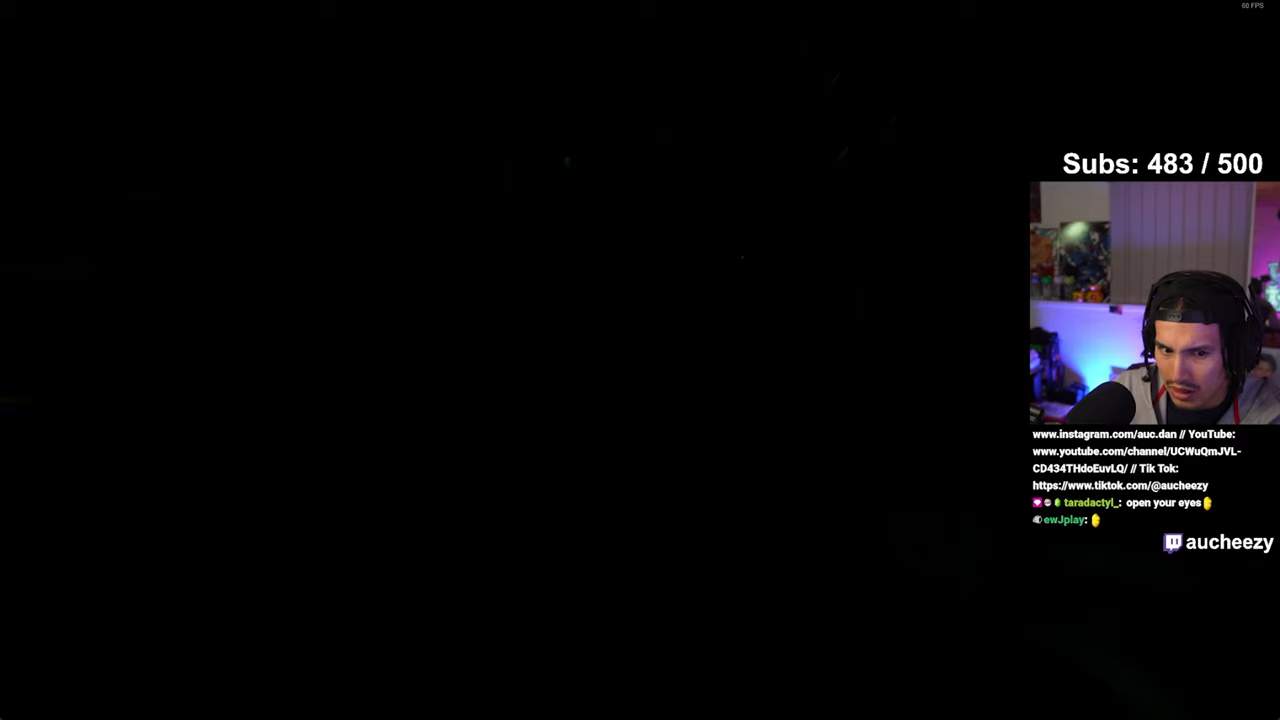 60 FPS
Subs: 483 / 500
www.instagram.com/auc.dan // YouTube:
www.youtube.com/channel/UCWuQmJVL-
CD434THdoEuvLQ/ // Tik Tok:
https://www.tiktok.com/@aucheezy
taradactyl_: open your eyes
ewJplay:
aucheezy